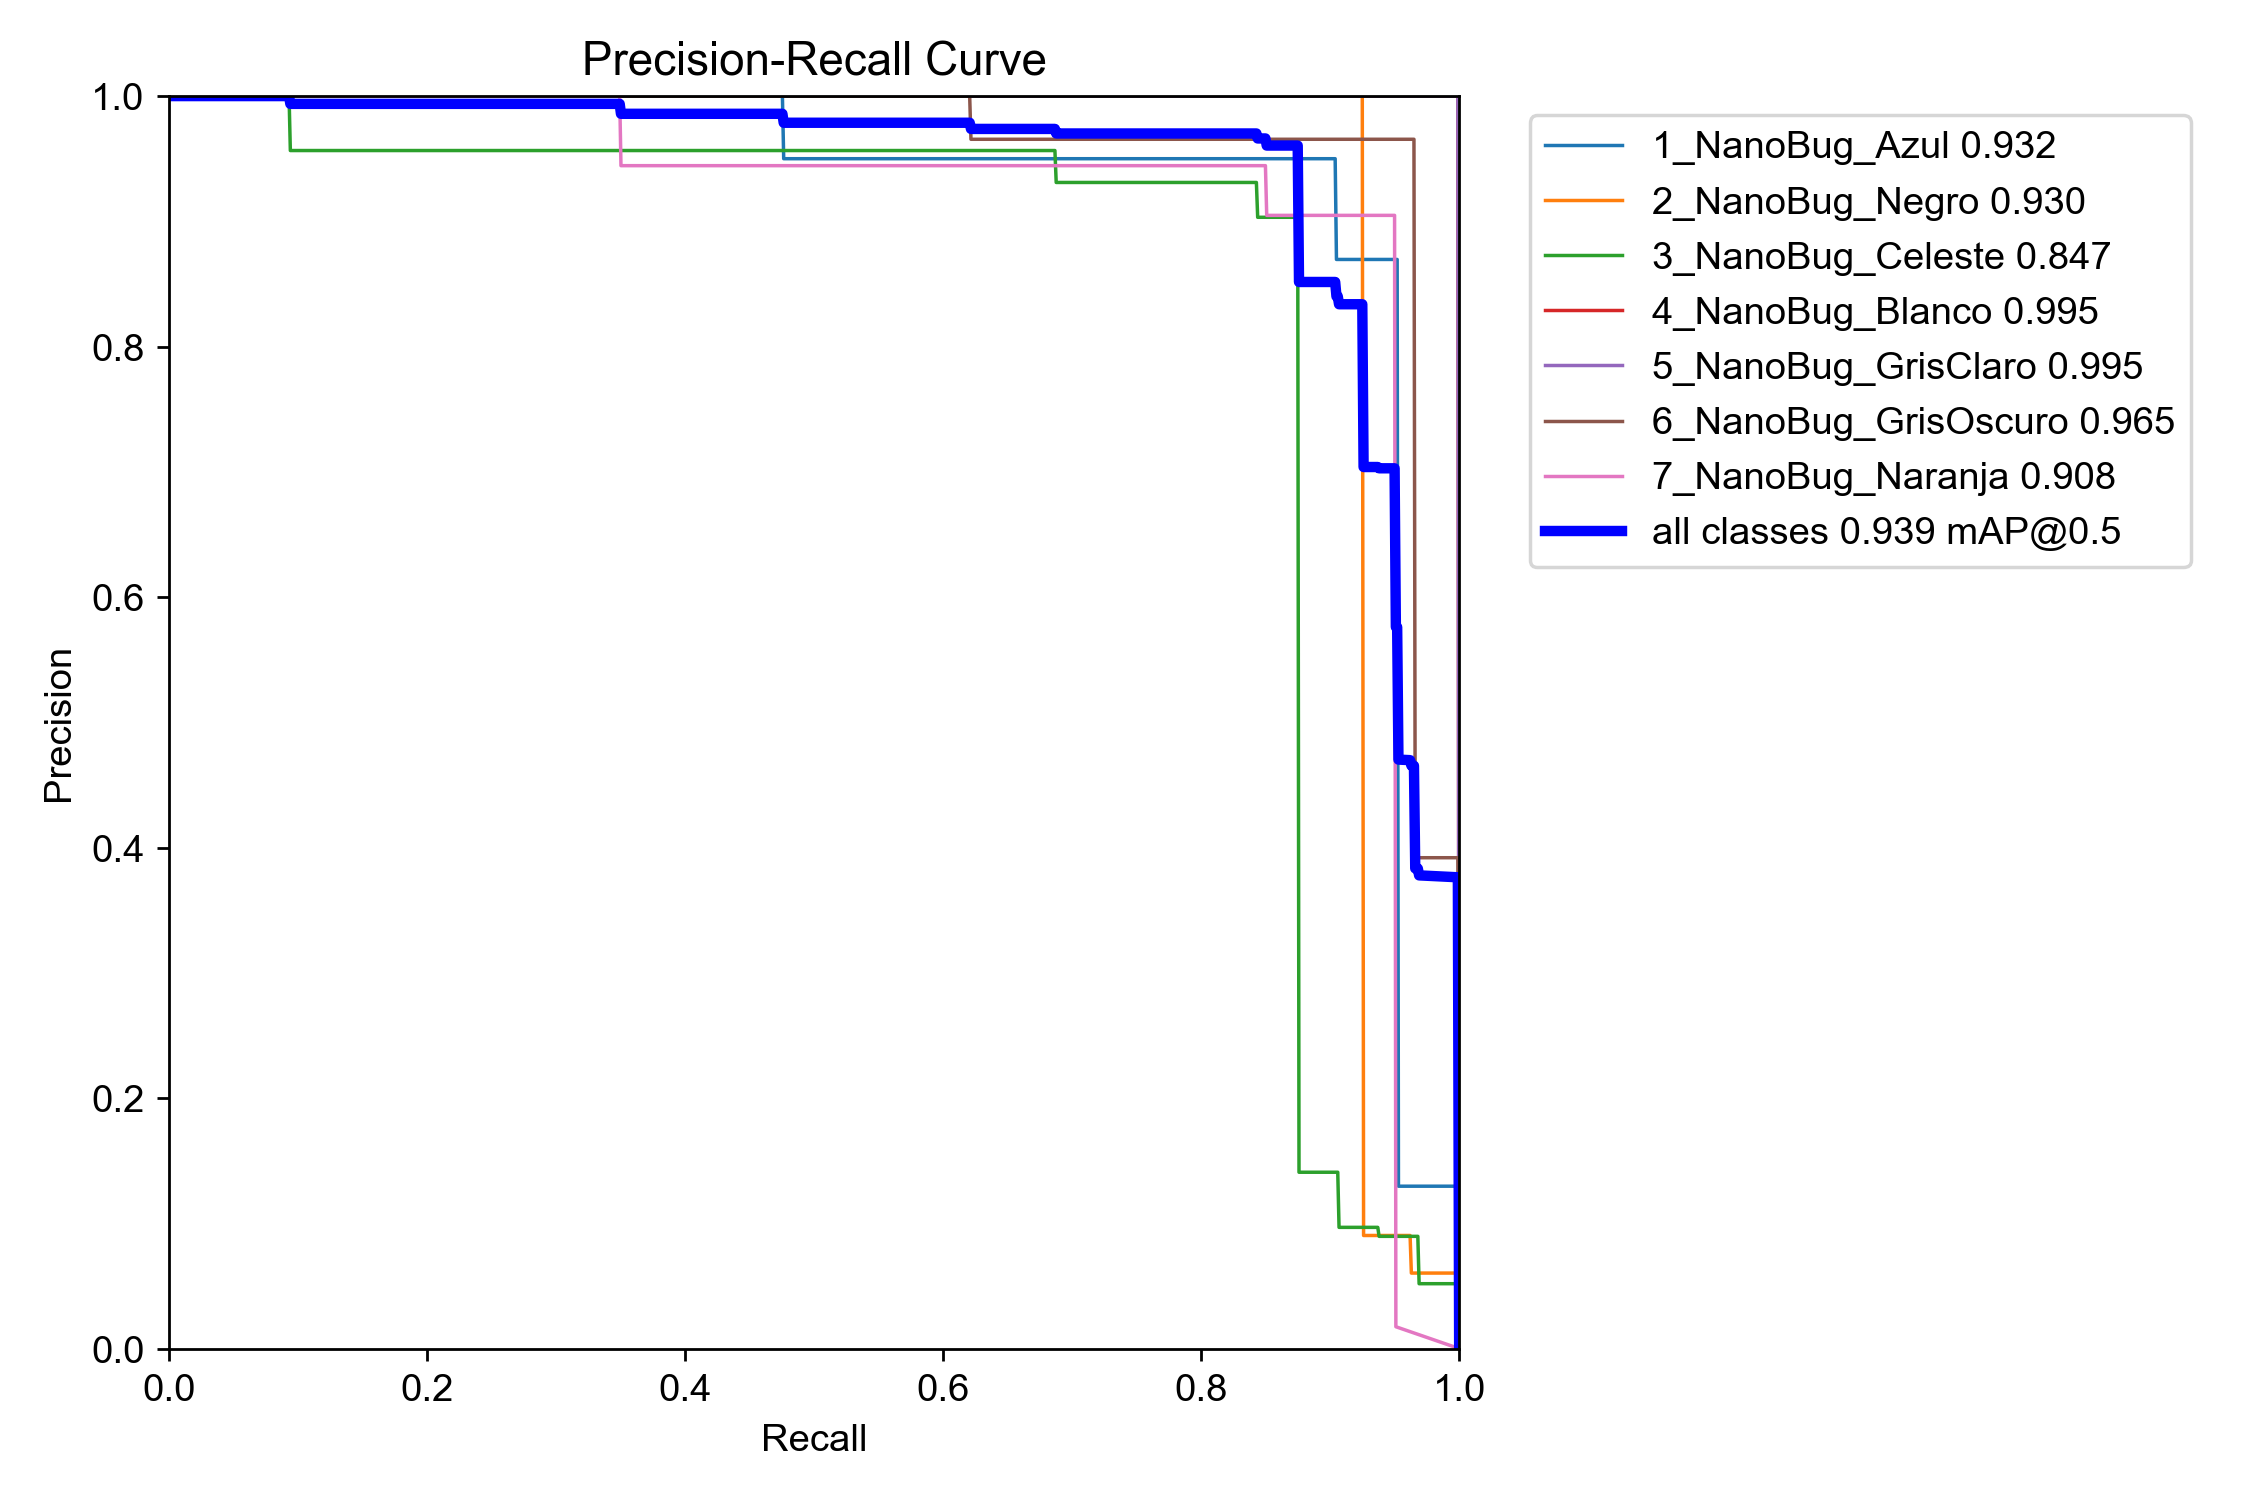 Precision-Recall Curve
1.0
0.8
0.6
0.4
0.2
0.0
Precision
0.0 0.2 0.4 0.6 0.8 1.0
Recall
1_NanoBug_Azul 0.932
2_NanoBug_Negro 0.930
3_NanoBug_Celeste 0.847
4_NanoBug_Blanco 0.995
5_NanoBug_GrisClaro 0.995
6_NanoBug_GrisOscuro 0.965
7_NanoBug_Naranja 0.908
all classes 0.939 mAP@0.5